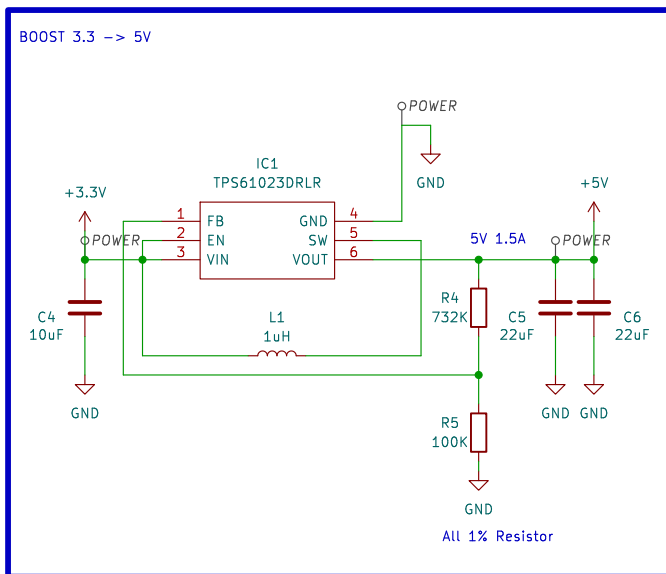 BOOST 3.3 -> 5V
POWER
IC1
TPS61023DRLR
GND
+3.3V
+5V
1 FB GND 4
2 EN SW 5
3 VIN VOUT 6
POWER
5V 1.5A
POWER
C4
10uF
L1
1uH
R4
732K
C5
22uF
C6
22uF
GND
R5
100K
GND
GND
GND
All 1% Resistor